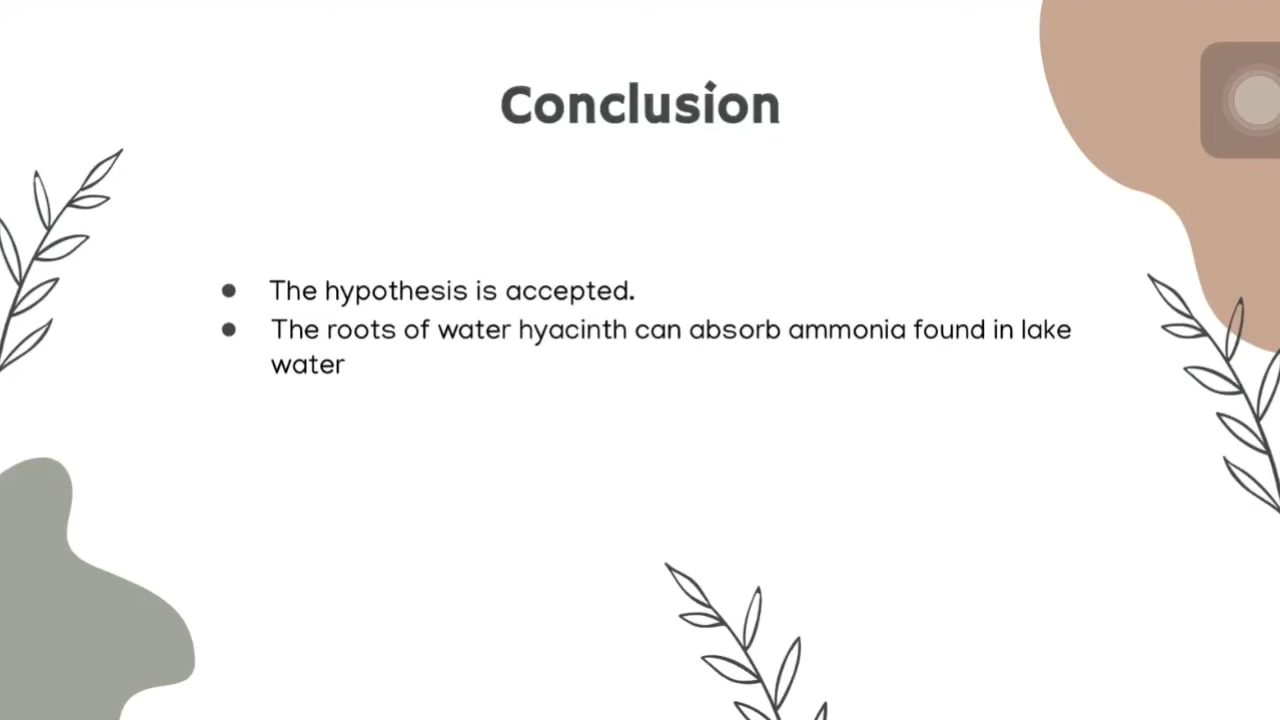 Conclusion
● The hypothesis is accepted.
● The roots of water hyacinth can absorb ammonia found in lake
water